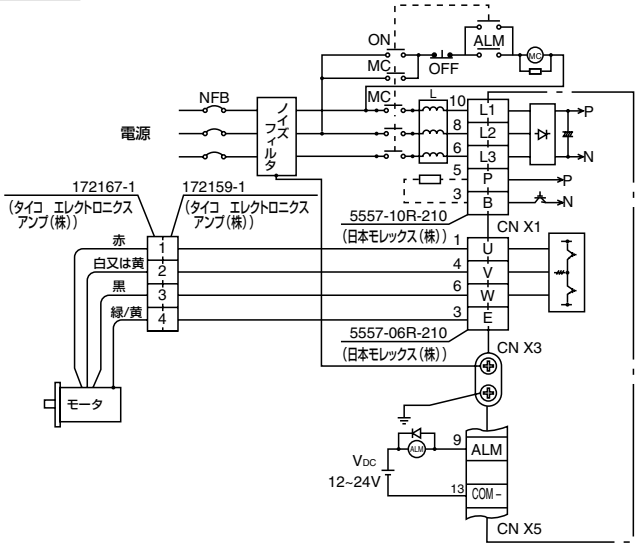 ON
ALM
MC
MC
OFF
NFB
MC
L
10
L1
P
電源
ノイズ
フィルタ
8
L2
6
L3
N
172167-1
172159-1
5
P
P
(タイコ エレクトロニクス
アンプ(株))
(タイコ エレクトロニクス
アンプ(株))
3
B
N
5557-10R-210
(日本モレックス(株))
CN X1
赤
1
1
U
白又は黄
2
4
V
黒
3
6
W
緑/黄
4
3
E
5557-06R-210
(日本モレックス(株))
CN X3
モータ
ALM
9
ALM
VDC
12~24V
13
COM -
CN X5